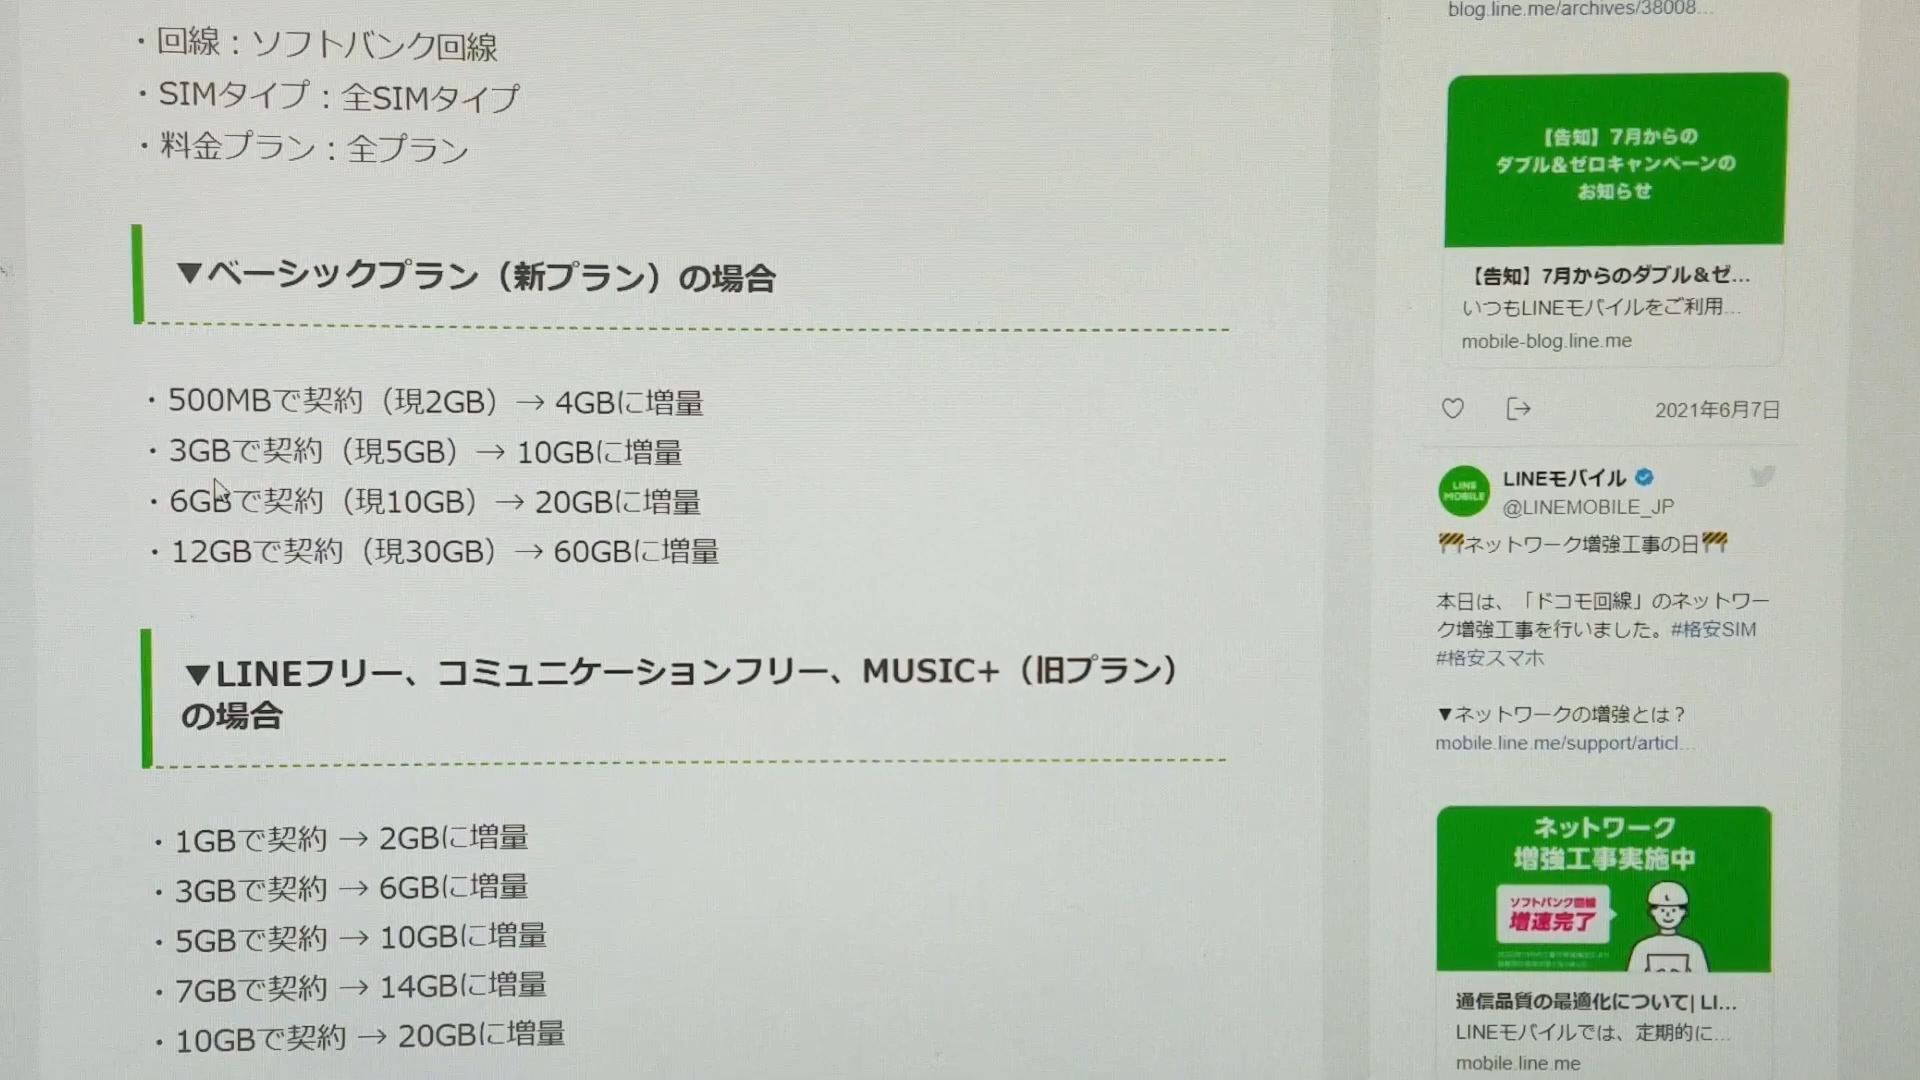 ・回線：ソフトバンク回線
・SIMタイプ：全SIMタイプ
・料金プラン：全プラン
▼ベーシックプラン（新プラン）の場合
・500MBで契約（現2GB）→ 4GBに増量
・3GBで契約（現5GB）→ 10GBに増量
・6GBで契約（現10GB）→ 20GBに増量
・12GBで契約（現30GB）→ 60GBに増量
▼LINEフリー、コミュニケーションフリー、MUSIC+（旧プラン）
の場合
・1GBで契約 → 2GBに増量
・3GBで契約 → 6GBに増量
・5GBで契約 → 10GBに増量
・7GBで契約 → 14GBに増量
・10GBで契約 → 20GBに増量
blog.line.me/archives/38008...
【告知】7月からの
ダブル&ゼロキャンペーンの
お知らせ
【告知】7月からのダブル&ゼ...
いつもLINEモバイルをご利用...
mobile-blog.line.me
2021年6月7日
LINE
MOBILE
LINEモバイル
@LINEMOBILE_JP
🚧ネットワーク増強工事の日🚧
本日は、「ドコモ回線」のネットワー
ク増強工事を行いました。#格安SIM
#格安スマホ
▼ネットワークの増強とは？
mobile.line.me/support/articl...
ネットワーク
増強工事実施中
ソフトバンク回線
増速完了
通信品質の最適化について| LI...
LINEモバイルでは、定期的に...
mobile.line.me